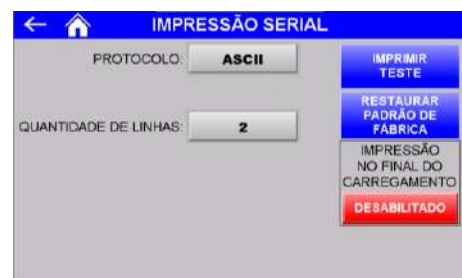 IMPRESSÃO SERIAL
PROTOCOLO: ASCII
IMPRIMIR
TESTE
QUANTIDADE DE LINHAS: 2
RESTAURAR
PADRÃO DE
FÁBRICA
IMPRESSÃO
NO FINAL DO
CARREGAMENTO
DESABILITADO